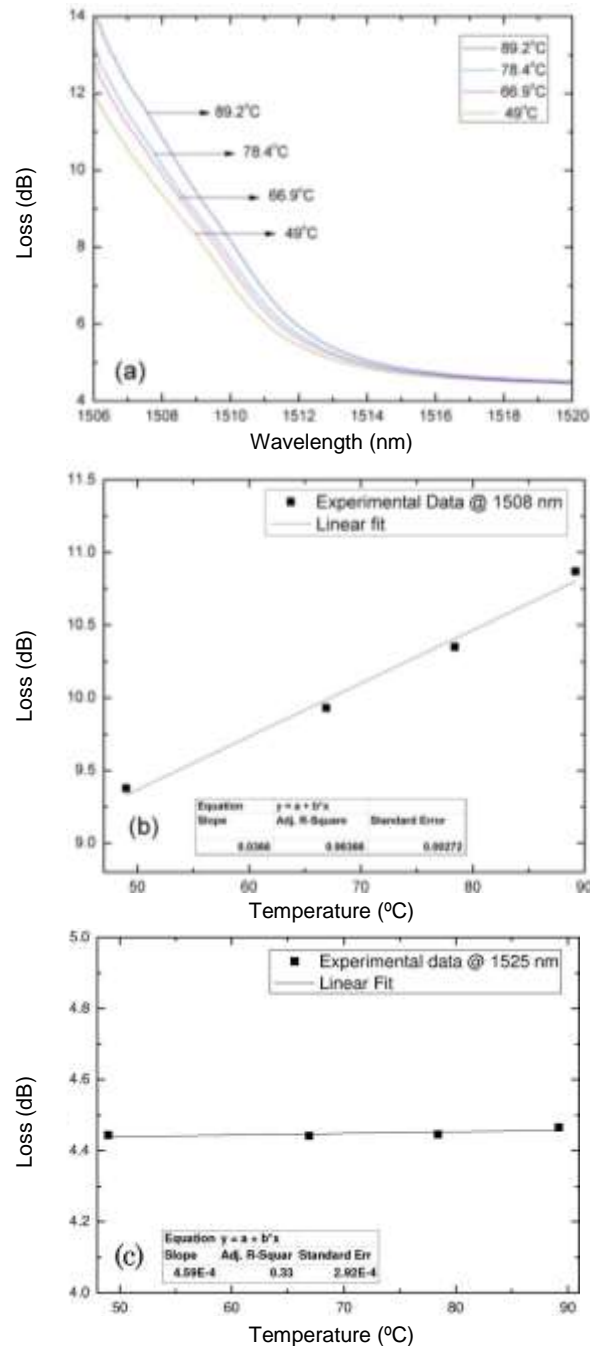 14
12
10
8
6
4
Loss (dB)
89.2°C
78.4°C
66.9°C
49°C
89.2°C
78.4°C
66.9°C
49°C
(a)
1506 1508 1510 1512 1514 1516 1518 1520
Wavelength (nm)
11.5
11.0
10.5
10.0
9.5
9.0
Loss (dB)
Experimental Data @ 1508 nm
Linear fit
Equation y = a + b*x
Slope Adj. R-Square Standard Error
0.0366 0.00272
(b)
50 60 70 80 90
Temperature (ºC)
5.0
4.8
4.6
4.4
4.2
4.0
Loss (dB)
Experimental data @ 1525 nm
Linear Fit
Equation y = a + b*x
Slope Adj. R-Squar Standard Err
4.59E-4 0.33 2.92E-4
(c)
50 60 70 80 90
Temperature (ºC)